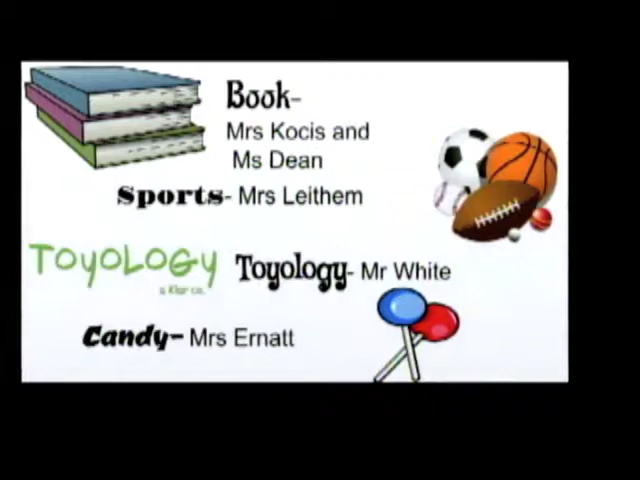 Book-
Mrs Kocis and
Ms Dean
Sports- Mrs Leithem
TOYOLOGY
Toyology- Mr White
Candy- Mrs Ernatt